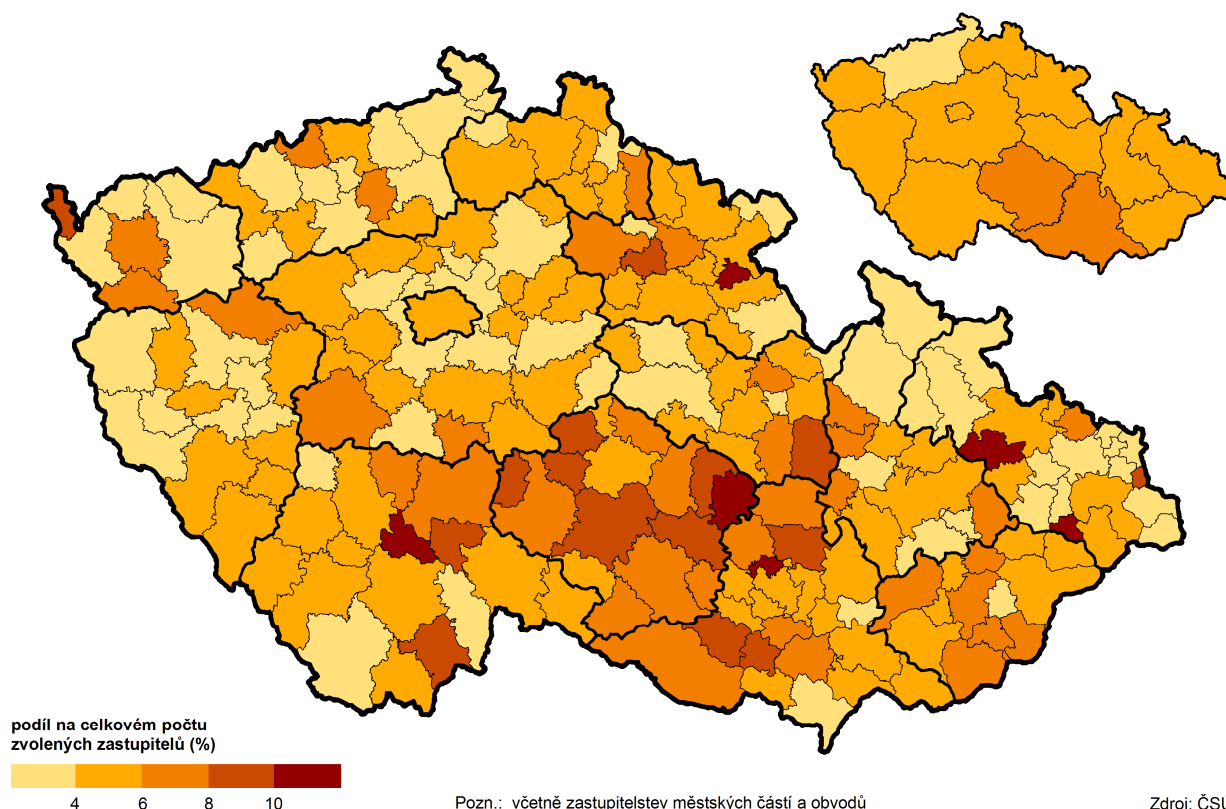 podíl na celkovém počtu
zvolených zastupitelů (%)
4 6 8 10
Pozn.: včetně zastupitelstev městských částí a obvodů
Zdroj: ČSÚ